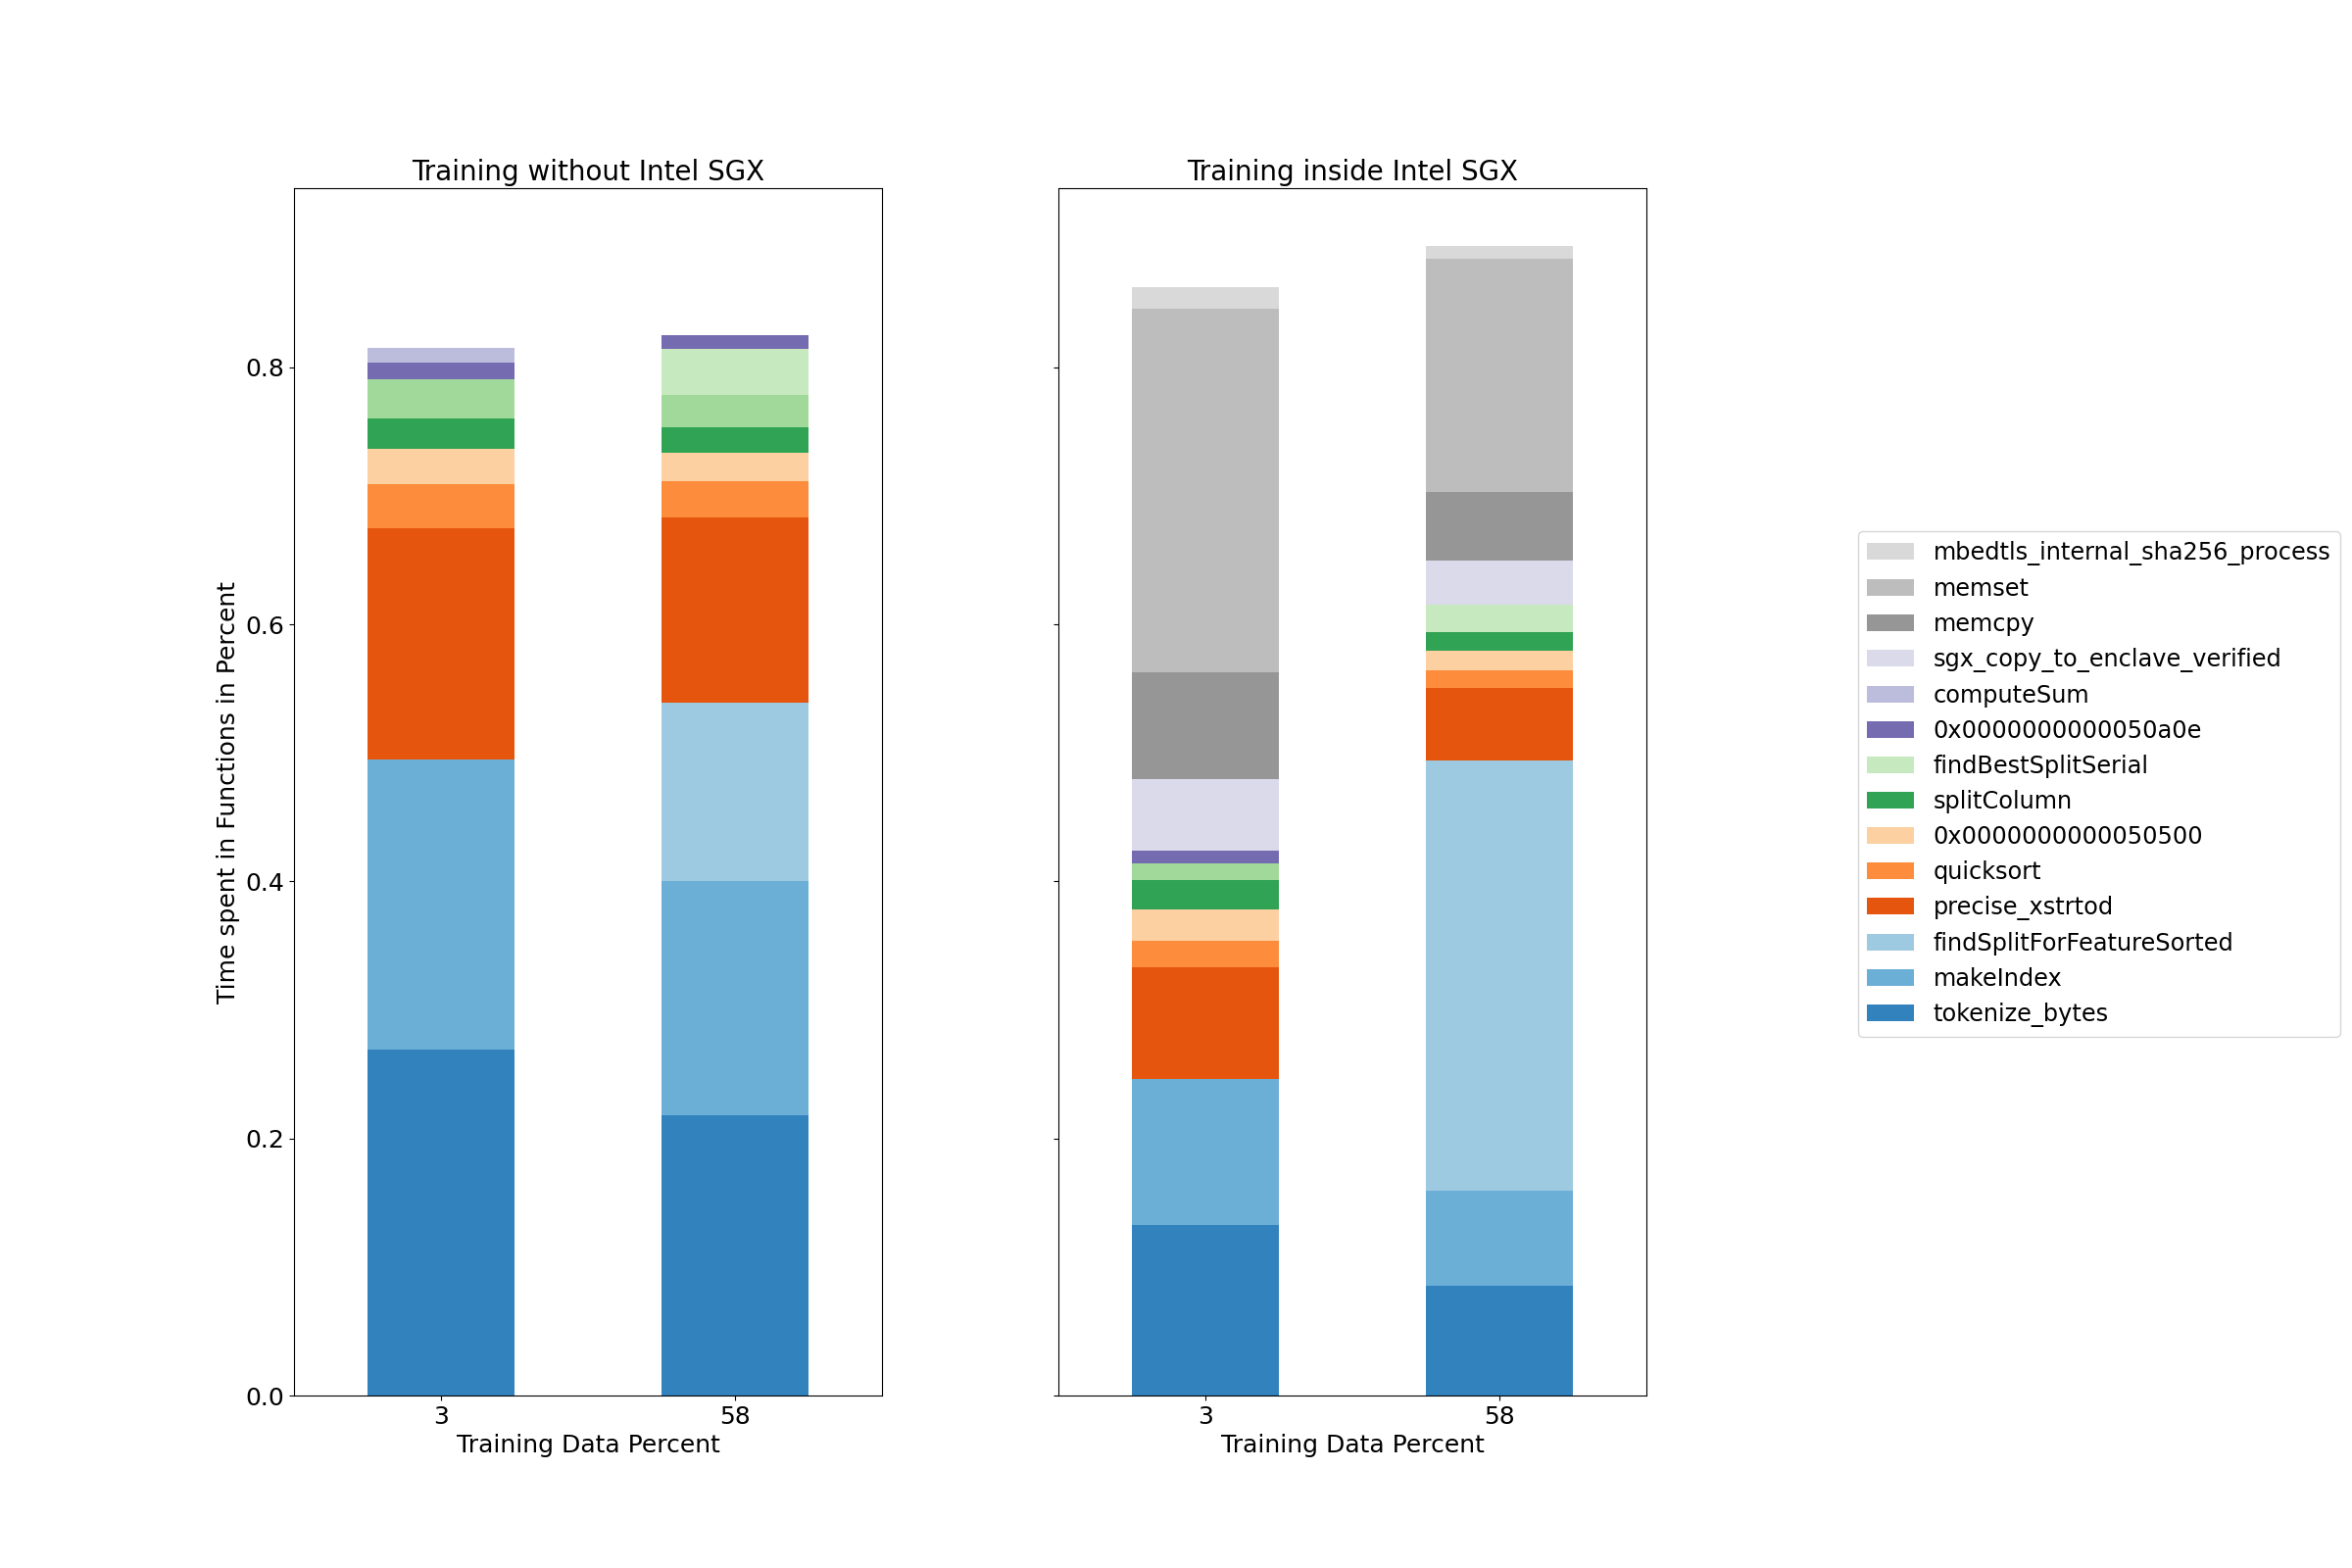 Training without Intel SGX
Training inside Intel SGX
Time spent in Functions in Percent
0.8
0.6
0.4
0.2
0.0
3
58
Training Data Percent
3
58
Training Data Percent
mbedtls_internal_sha256_process
memset
memcpy
sgx_copy_to_enclave_verified
computeSum
0x0000000000050a0e
findBestSplitSerial
splitColumn
0x0000000000050500
quicksort
precise_xstrtod
findSplitForFeatureSorted
makeIndex
tokenize_bytes